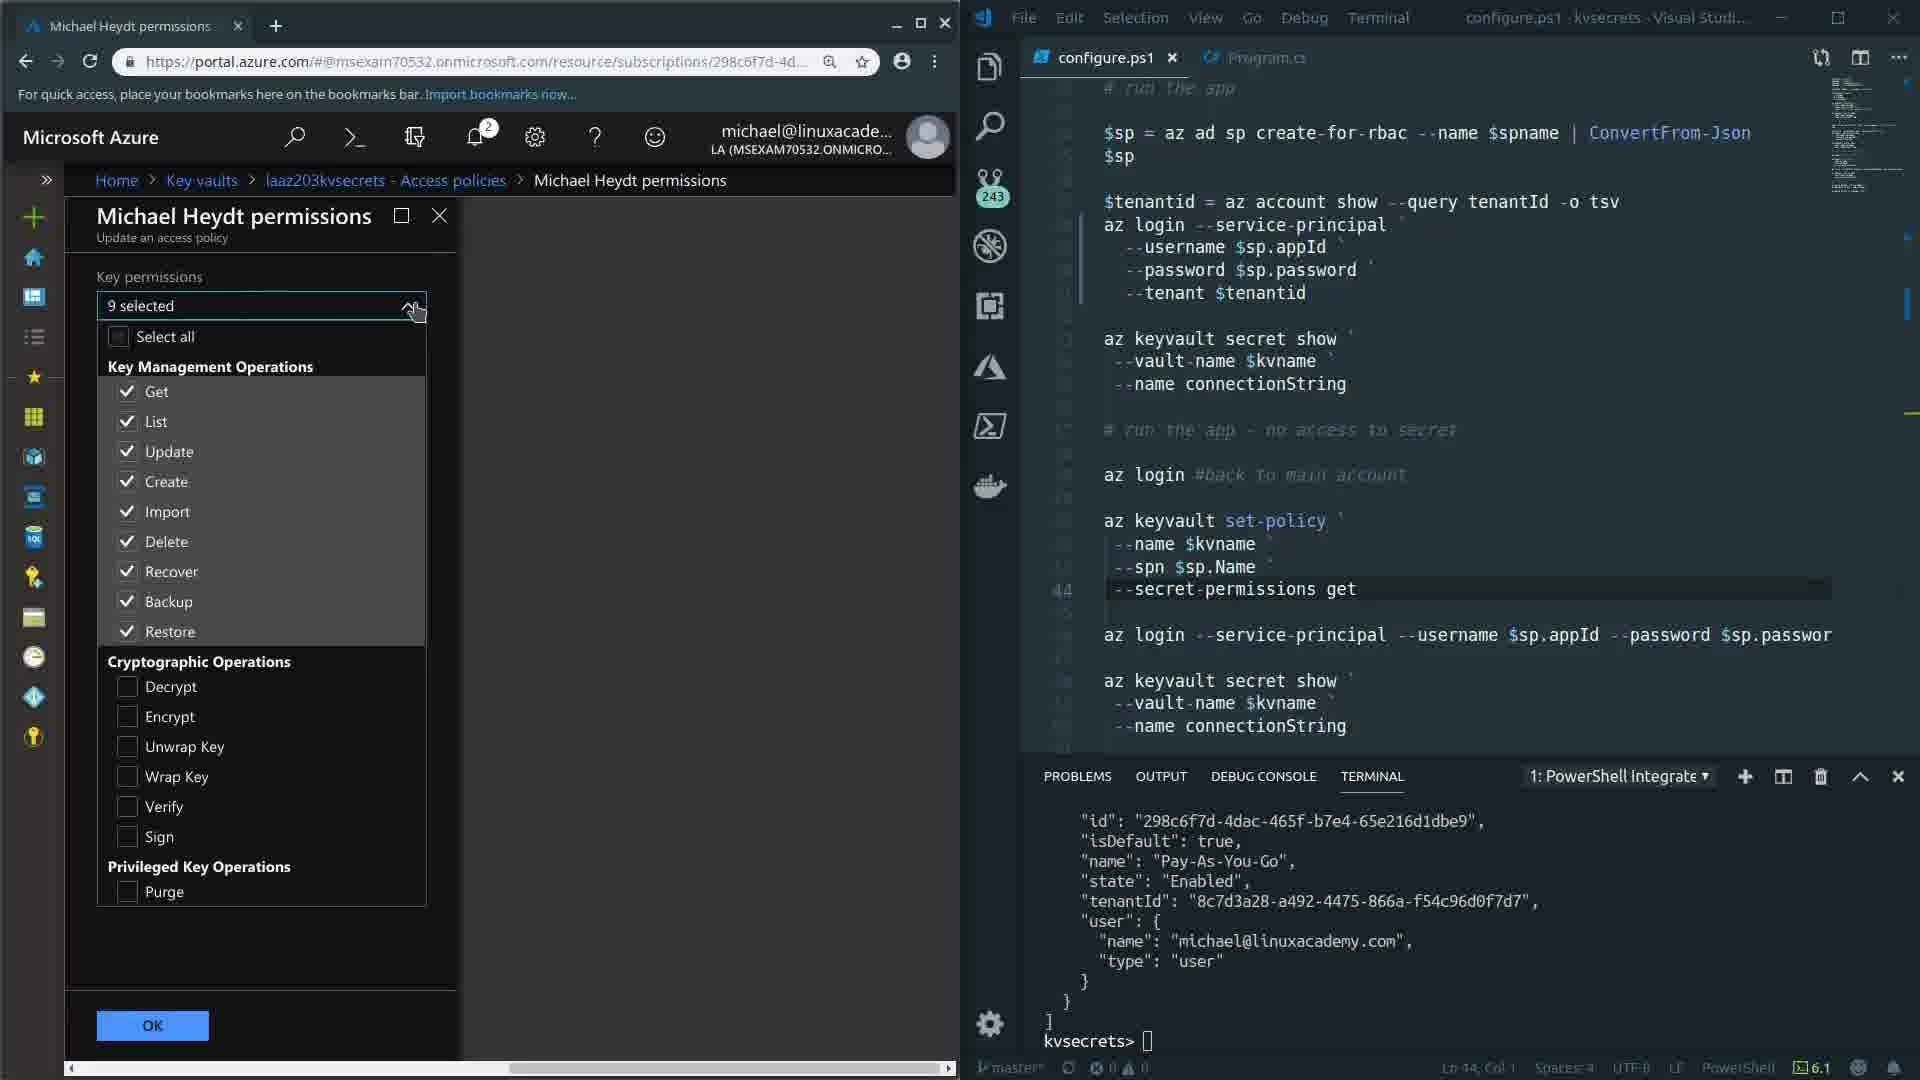 Michael Heydt permissions
https://portal.azure.com/#@msexam70532.onmicrosoft.com/resource/subscriptions/298c6f7d-4d...
For quick access, place your bookmarks here on the bookmarks bar. Import bookmarks now...
Microsoft Azure
2
michael@linuxacade...
LA (MSEXAM70532.ONMICRO...
Home > Key vaults > laaz203kvsecrets - Access policies > Michael Heydt permissions
Michael Heydt permissions
Update an access policy
Key permissions
9 selected
Select all
Key Management Operations
Get
List
Update
Create
Import
Delete
Recover
Backup
Restore
Cryptographic Operations
Decrypt
Encrypt
Unwrap Key
Wrap Key
Verify
Sign
Privileged Key Operations
Purge
OK
File Edit Selection View Go Debug Terminal configure.ps1 - kvsecrets - Visual Studi...
configure.ps1 Program.cs
243
# run the app
$sp = az ad sp create-for-rbac --name $spname | ConvertFrom-Json
$sp
$tenantid = az account show --query tenantId -o tsv
az login --service-principal `
--username $sp.appId `
--password $sp.password `
--tenant $tenantid
az keyvault secret show `
--vault-name $kvname `
--name connectionString
# run the app - no access to secret
az login #back to main account
az keyvault set-policy `
--name $kvname `
--spn $sp.Name `
44 --secret-permissions get
az login --service-principal --username $sp.appId --password $sp.passwor
az keyvault secret show `
--vault-name $kvname `
--name connectionString
PROBLEMS OUTPUT DEBUG CONSOLE TERMINAL 1: PowerShell Integrate
"id": "298c6f7d-4dac-465f-b7e4-65e216d1dbe9",
"isDefault": true,
"name": "Pay-As-You-Go",
"state": "Enabled",
"tenantId": "8c7d3a28-a492-4475-866a-f54c96d0f7d7",
"user": {
"name": "michael@linuxacademy.com",
"type": "user"
}
}
]
kvsecrets>
master* 0 0 Ln 44, Col 1 Spaces: 4 UTF-8 LF PowerShell 6.1